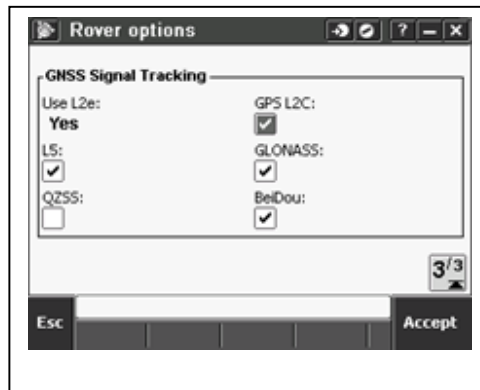 Rover options
? – x
GNSS Signal Tracking
Use L2e: GPS L2C:
Yes
L5: GLONASS:
QZSS: BeiDou:
3/3
Esc Accept